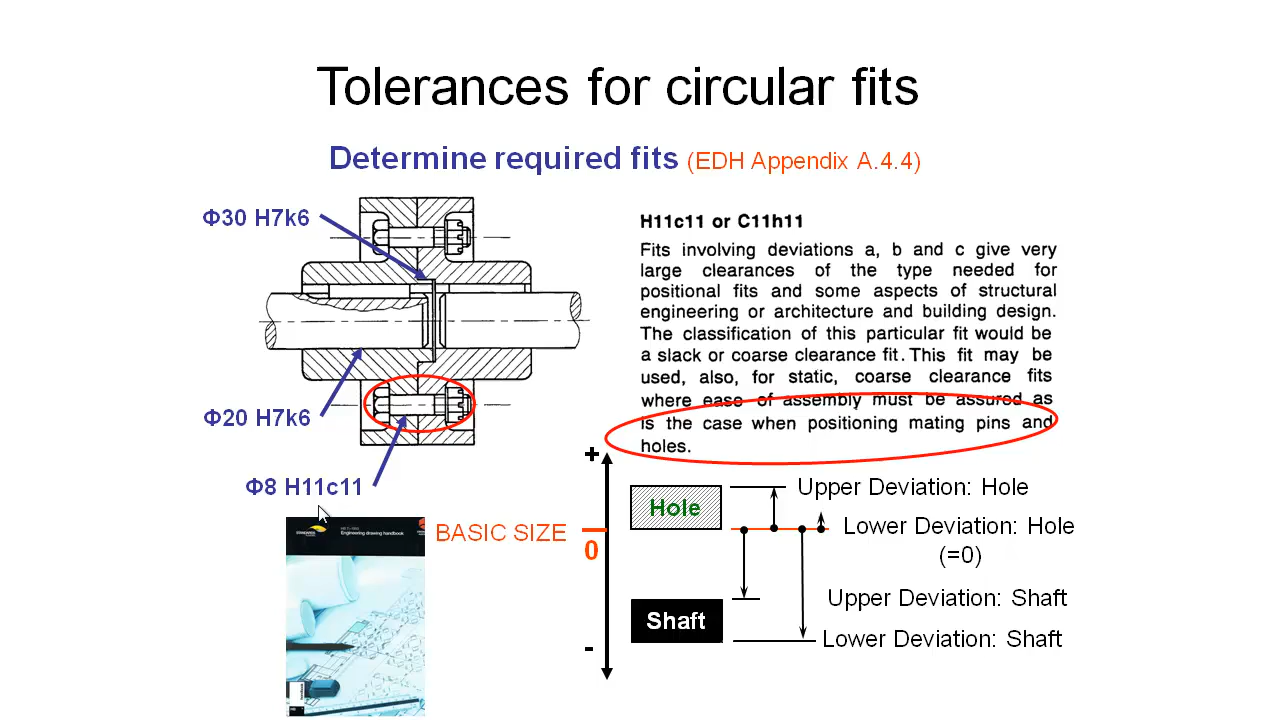 Tolerances for circular fits
Determine required fits (EDH Appendix A.4.4)
Φ30 H7k6
Φ20 H7k6
Φ8 H11c11
H11c11 or C11h11
Fits involving deviations a, b and c give very
large clearances of the type needed for
positional fits and some aspects of structural
engineering or architecture and building design.
The classification of this particular fit would be
a slack or coarse clearance fit. This fit may be
used, also, for static, coarse clearance fits
where ease of assembly must be assured as
is the case when positioning mating pins and
holes.
+
Hole
Upper Deviation: Hole
BASIC SIZE
0
Lower Deviation: Hole
(=0)
Upper Deviation: Shaft
Shaft
Lower Deviation: Shaft
-
Engineering drawing handbook